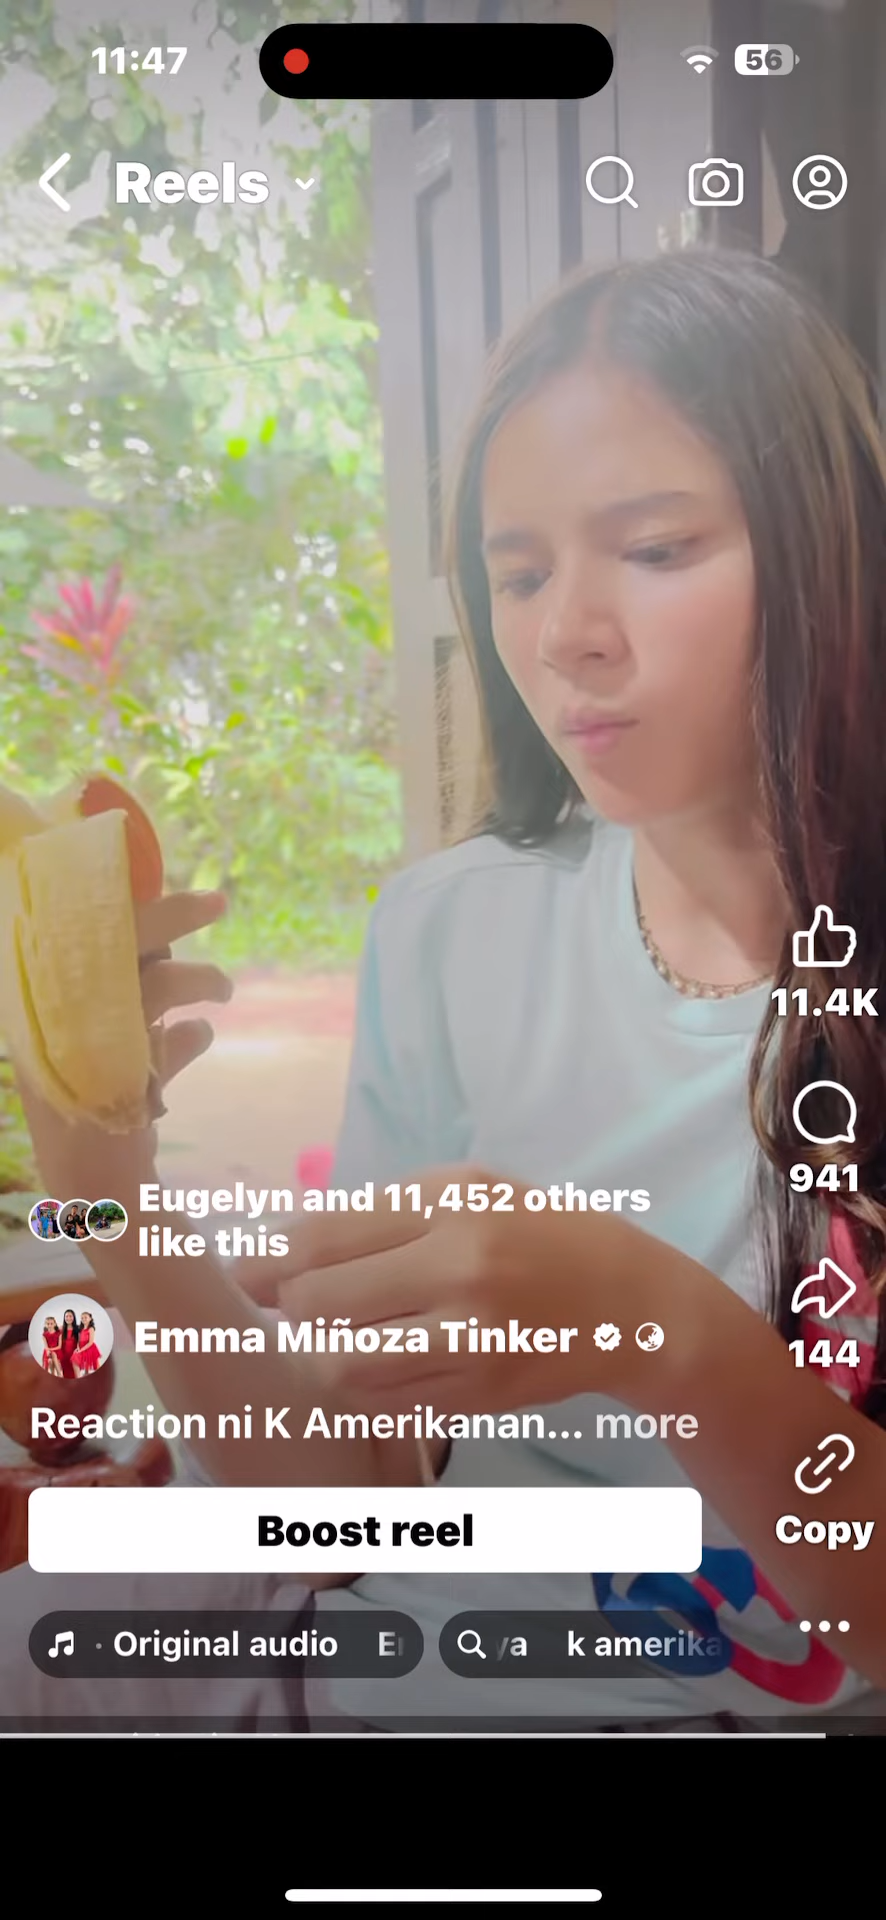 11:47
56
Reels
11.4K
941
Eugelyn and 11,452 others
like this
Emma Miñoza Tinker
144
Reaction ni K Amerikanan... more
Boost reel
Copy
· Original audio
ya k amerika